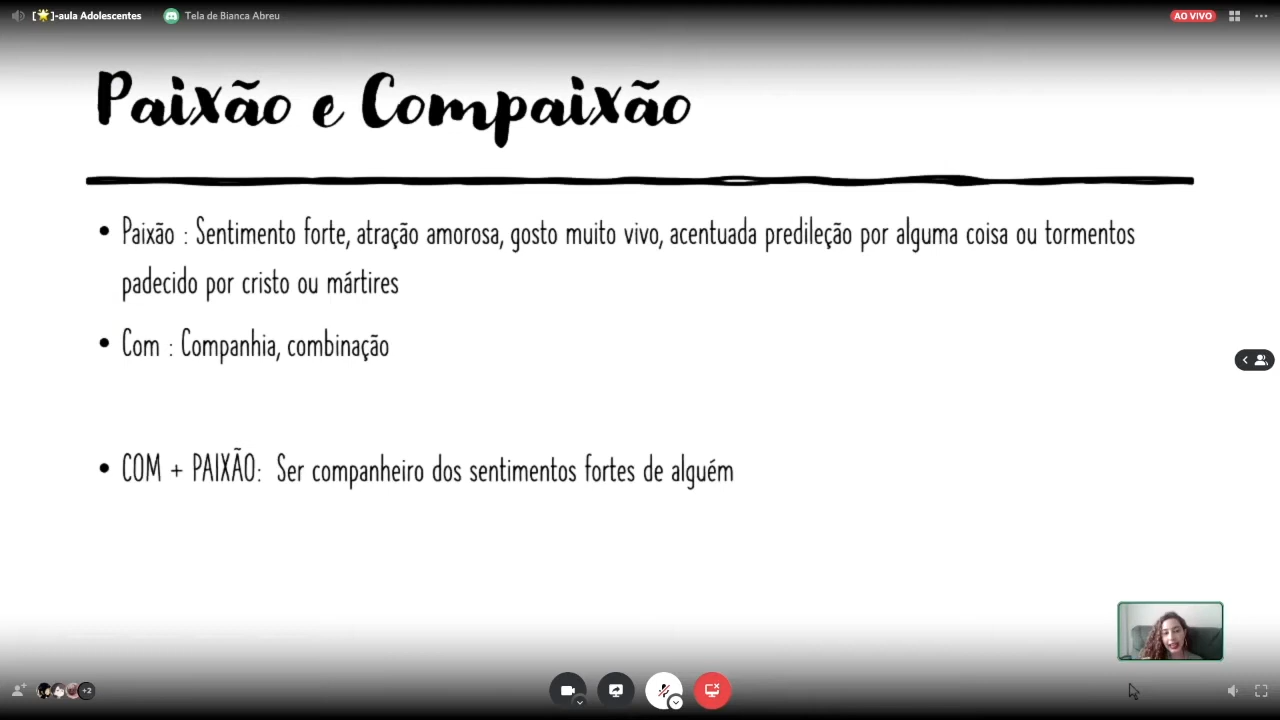 [🌟]-aula Adolescentes
Tela de Bianca Abreu
AO VIVO
Paixão e Compaixão
• Paixão : Sentimento forte, atração amorosa, gosto muito vivo, acentuada predileção por alguma coisa ou tormentos
padecido por cristo ou mártires
• Com : Companhia, combinação
• COM + PAIXÃO: Ser companheiro dos sentimentos fortes de alguém
+2